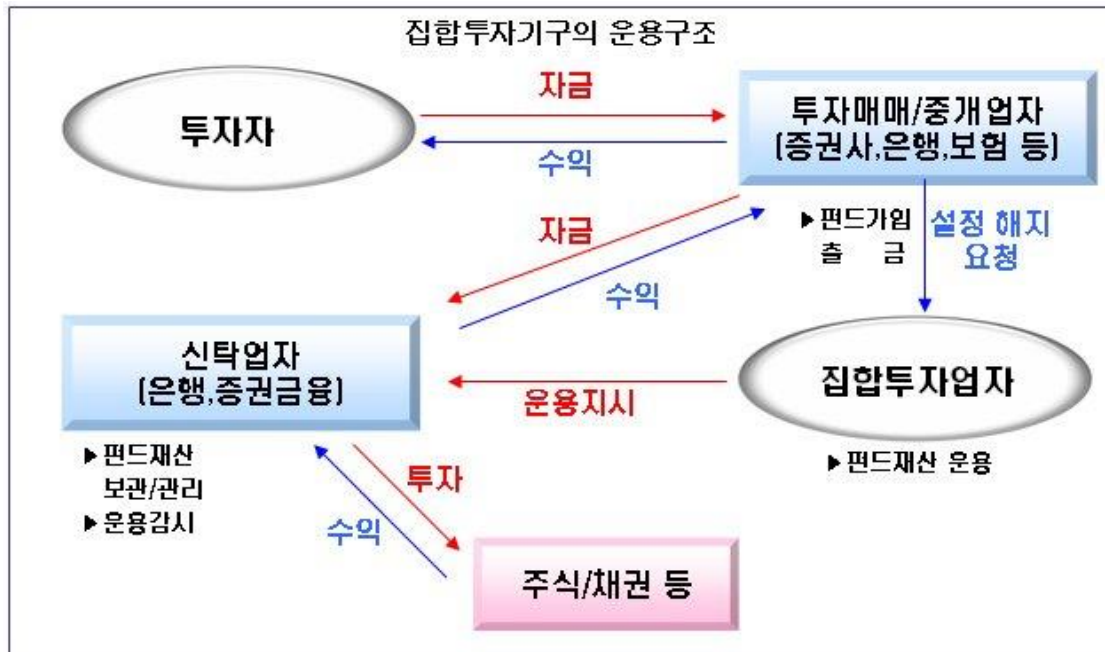 집합투자기구의 운용구조
투자자
자금
수익
투자매매/중개업자
(증권사,은행,보험 등)
자금
수익
▶펀드가입
출 금
설정 해지
요청
신탁업자
(은행,증권금융)
운용지시
집합투자업자
▶펀드재산
보관/관리
▶운용감시
▶펀드재산 운용
투자
수익
주식/채권 등